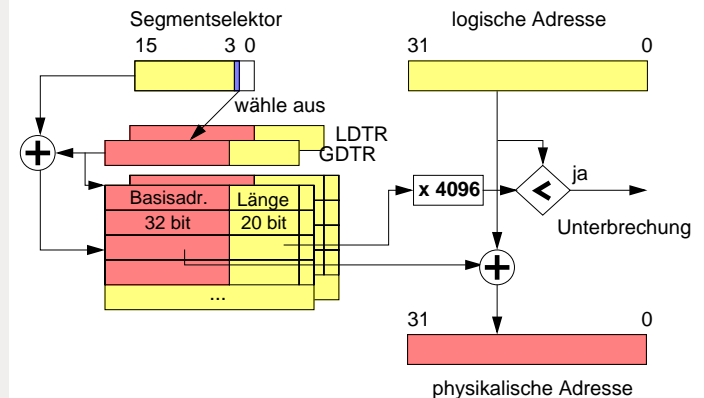 Segmentselektor
15 3 0
logische Adresse
31 0
wähle aus
LDTR
GDTR
Basisadr. Länge
32 bit 20 bit
x 4096
<
ja
Unterbrechung
+
+
...
31 0
physikalische Adresse